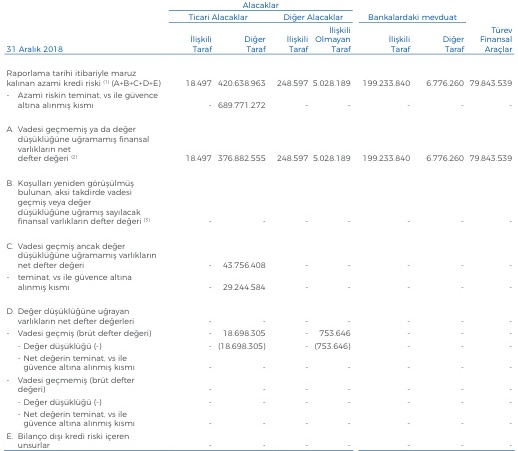 Alacaklar
Ticari Alacaklar Diğer Alacaklar Bankalardaki mevduat
31 Aralık 2018 İlişkili Taraf Diğer Taraf İlişkili Taraf İlişkili Olmayan Taraf İlişkili Taraf Diğer Taraf Türev Finansal Araçlar
Raporlama tarihi itibariyle maruz
kalınan azami kredi riski (1) (A+B+C+D+E) 18.497 420.638.963 248.597 5.028.189 199.233.840 6.776.260 79.843.539
- Azami riskin teminat, vs ile güvence
altına alınmış kısmı - 689.771.272 - - - - -
A. Vadesi geçmemiş ya da değer
düşüklüğüne uğramamış finansal
varlıkların net
defter değeri (2) 18.497 376.882.555 248.597 5.028.189 199.233.840 6.776.260 79.843.539
B. Koşulları yeniden görüşülmüş
bulunan, aksi takdirde vadesi
geçmiş veya değer
düşüklüğüne uğramış sayılacak
finansal varlıkların defter değeri (3) - - - - - - -
C. Vadesi geçmiş ancak değer
düşüklüğüne uğramamış varlıkların
net defter değeri - 43.756.408 - - - - -
- teminat, vs ile güvence altına
alınmış kısmı - 29.244.584 - - - - -
D. Değer düşüklüğüne uğrayan
varlıkların net defter değerleri - - - - - - -
- Vadesi geçmiş (brüt defter değeri) - 18.698.305 - 753.646 - - -
- Değer düşüklüğü (-) - (18.698.305) - (753.646) - - -
- Net değerin teminat, vs ile
güvence altına alınmış kısmı - - - - - - -
- Vadesi geçmemiş (brüt defter
değeri) - - - - - - -
- Değer düşüklüğü (-) - - - - - - -
- Net değerin teminat, vs ile
güvence altına alınmış kısmı - - - - - - -
E. Bilanço dışı kredi riski içeren
unsurlar - - - - - - -